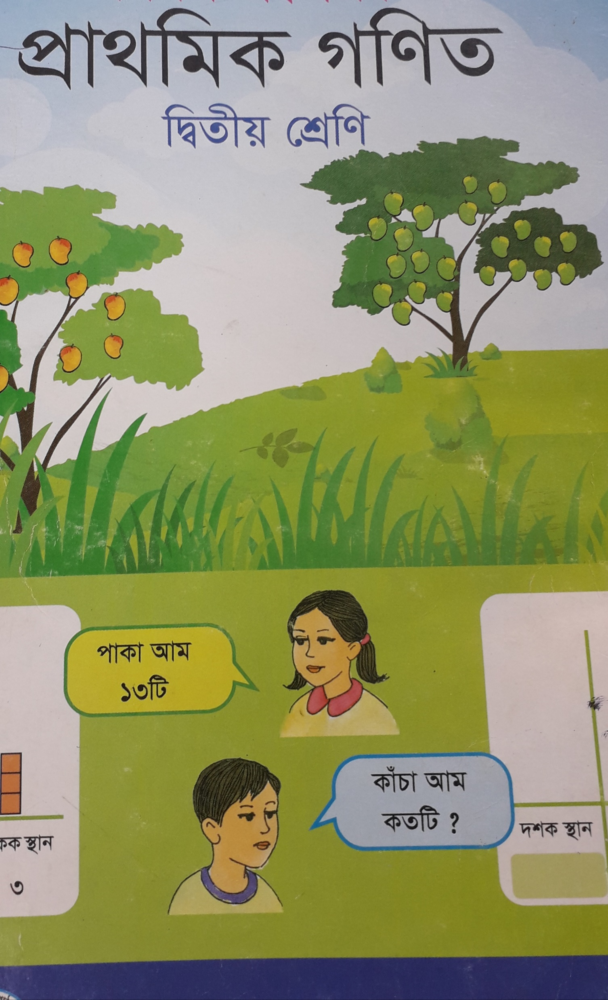 প্রাথমিক গণিত
দ্বিতীয় শ্রেণি
পাকা আম
১৩টি
কাঁচা আম
কতটি ?
দশক স্থান
স্থান
৩